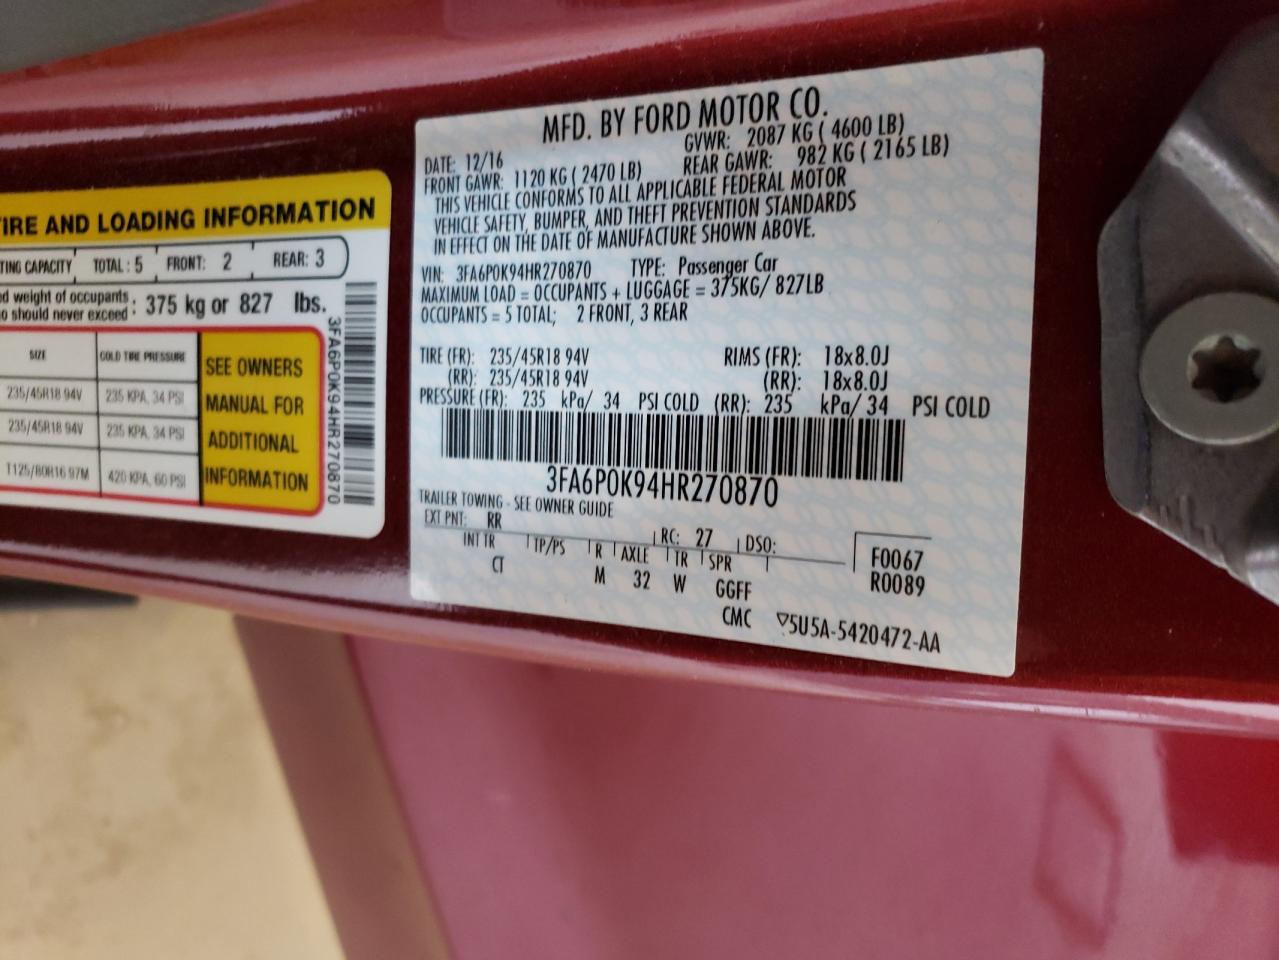 TIRE AND LOADING INFORMATION
TING CAPACITY TOTAL : 5 FRONT: 2 REAR: 3
ed weight of occupants
o should never exceed : 375 kg or 827 lbs.
SIZE COLD TIRE PRESSURE
235/45R18 94V 235 KPA, 34 PSI
235/45R18 94V 235 KPA, 34 PSI
T125/80R16 97M 420 KPA, 60 PSI
SEE OWNERS
MANUAL FOR
ADDITIONAL
INFORMATION
3FA6P0K94HR270870
MFD. BY FORD MOTOR CO.
DATE: 12/16 GVWR: 2087 KG ( 4600 LB)
FRONT GAWR: 1120 KG ( 2470 LB) REAR GAWR: 982 KG ( 2165 LB)
THIS VEHICLE CONFORMS TO ALL APPLICABLE FEDERAL MOTOR
VEHICLE SAFETY, BUMPER, AND THEFT PREVENTION STANDARDS
IN EFFECT ON THE DATE OF MANUFACTURE SHOWN ABOVE.
VIN: 3FA6P0K94HR270870 TYPE: Passenger Car
MAXIMUM LOAD = OCCUPANTS + LUGGAGE = 375KG/ 827LB
OCCUPANTS = 5 TOTAL; 2 FRONT, 3 REAR
TIRE (FR): 235/45R18 94V RIMS (FR): 18x8.0J
(RR): 235/45R18 94V (RR): 18x8.0J
PRESSURE (FR): 235 kPa/ 34 PSI COLD (RR): 235 kPa/ 34 PSI COLD
3FA6P0K94HR270870
TRAILER TOWING - SEE OWNER GUIDE
EXT PNT: RR RC: 27 DSO:
INT TR TP/PS R AXLE TR SPR
CT M 32 W GGFF
F0067
R0089
CMC ▽5U5A-5420472-AA